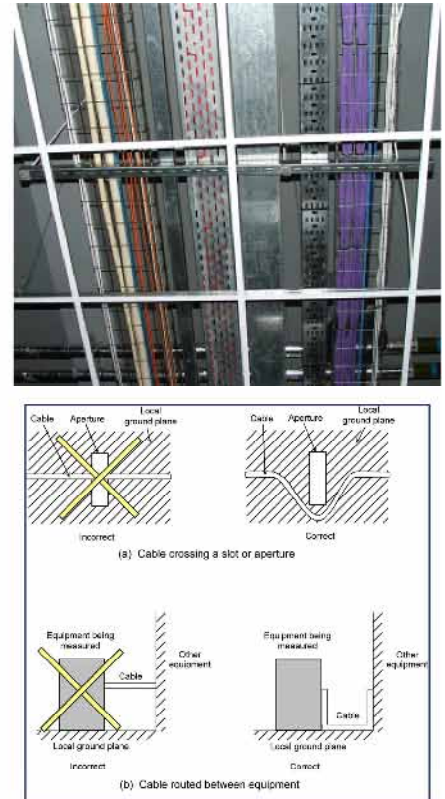 Cable Aperture Local
ground plane
Incorrect
Cable Aperture Local
ground plane
Correct
(a) Cable crossing a slot or aperture
Equipment being
measured
Other
equipment
Cable
Local ground plane
Incorrect
Equipment being
measured
Other
equipment
Cable
Local ground plane
Correct
(b) Cable routed between equipment